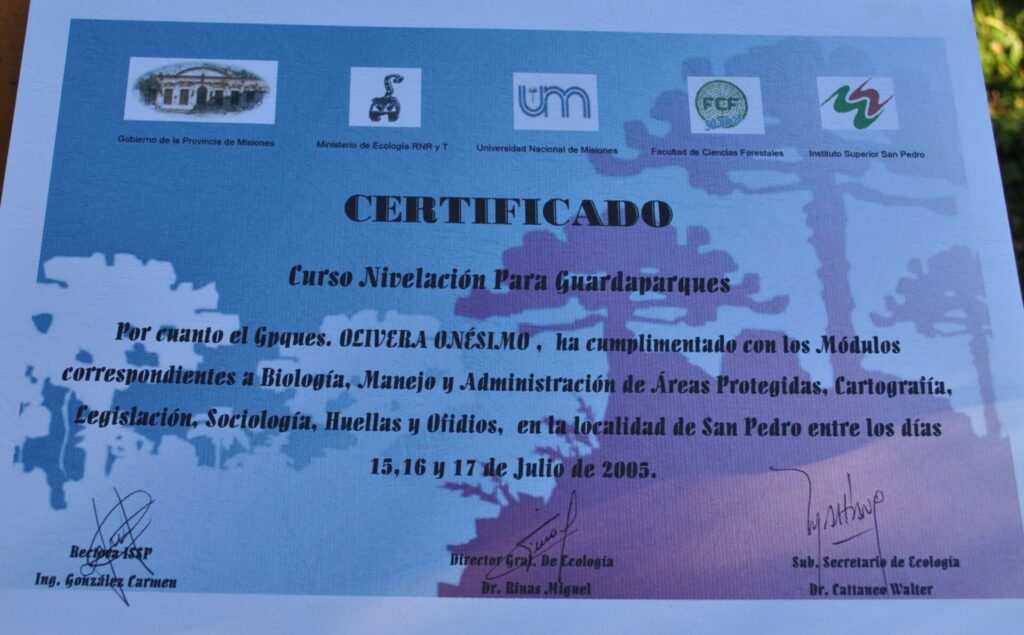 UM
FCF
Gobierno de la Provincia de Misiones
Ministerio de Ecología RNR y T
Universidad Nacional de Misiones
Facultad de Ciencias Forestales
Instituto Superior San Pedro
CERTIFICADO
Curso Nivelación Para Guardaparques
Por cuanto el Gpques. OLIVERA ONÉSIMO , ha cumplimentado con los Módulos
correspondientes a Biología, Manejo y Administración de Áreas Protegidas, Cartografía,
Legislación, Sociología, Huellas y Ofidios, en la localidad de San Pedro entre los días
15,16 y 17 de Julio de 2005.
Rectora ISSP
Ing. González Carmen
Director Gral. De Ecología
Dr. Rinas Miguel
Sub. Secretario de Ecología
Dr. Cattaneo Walter